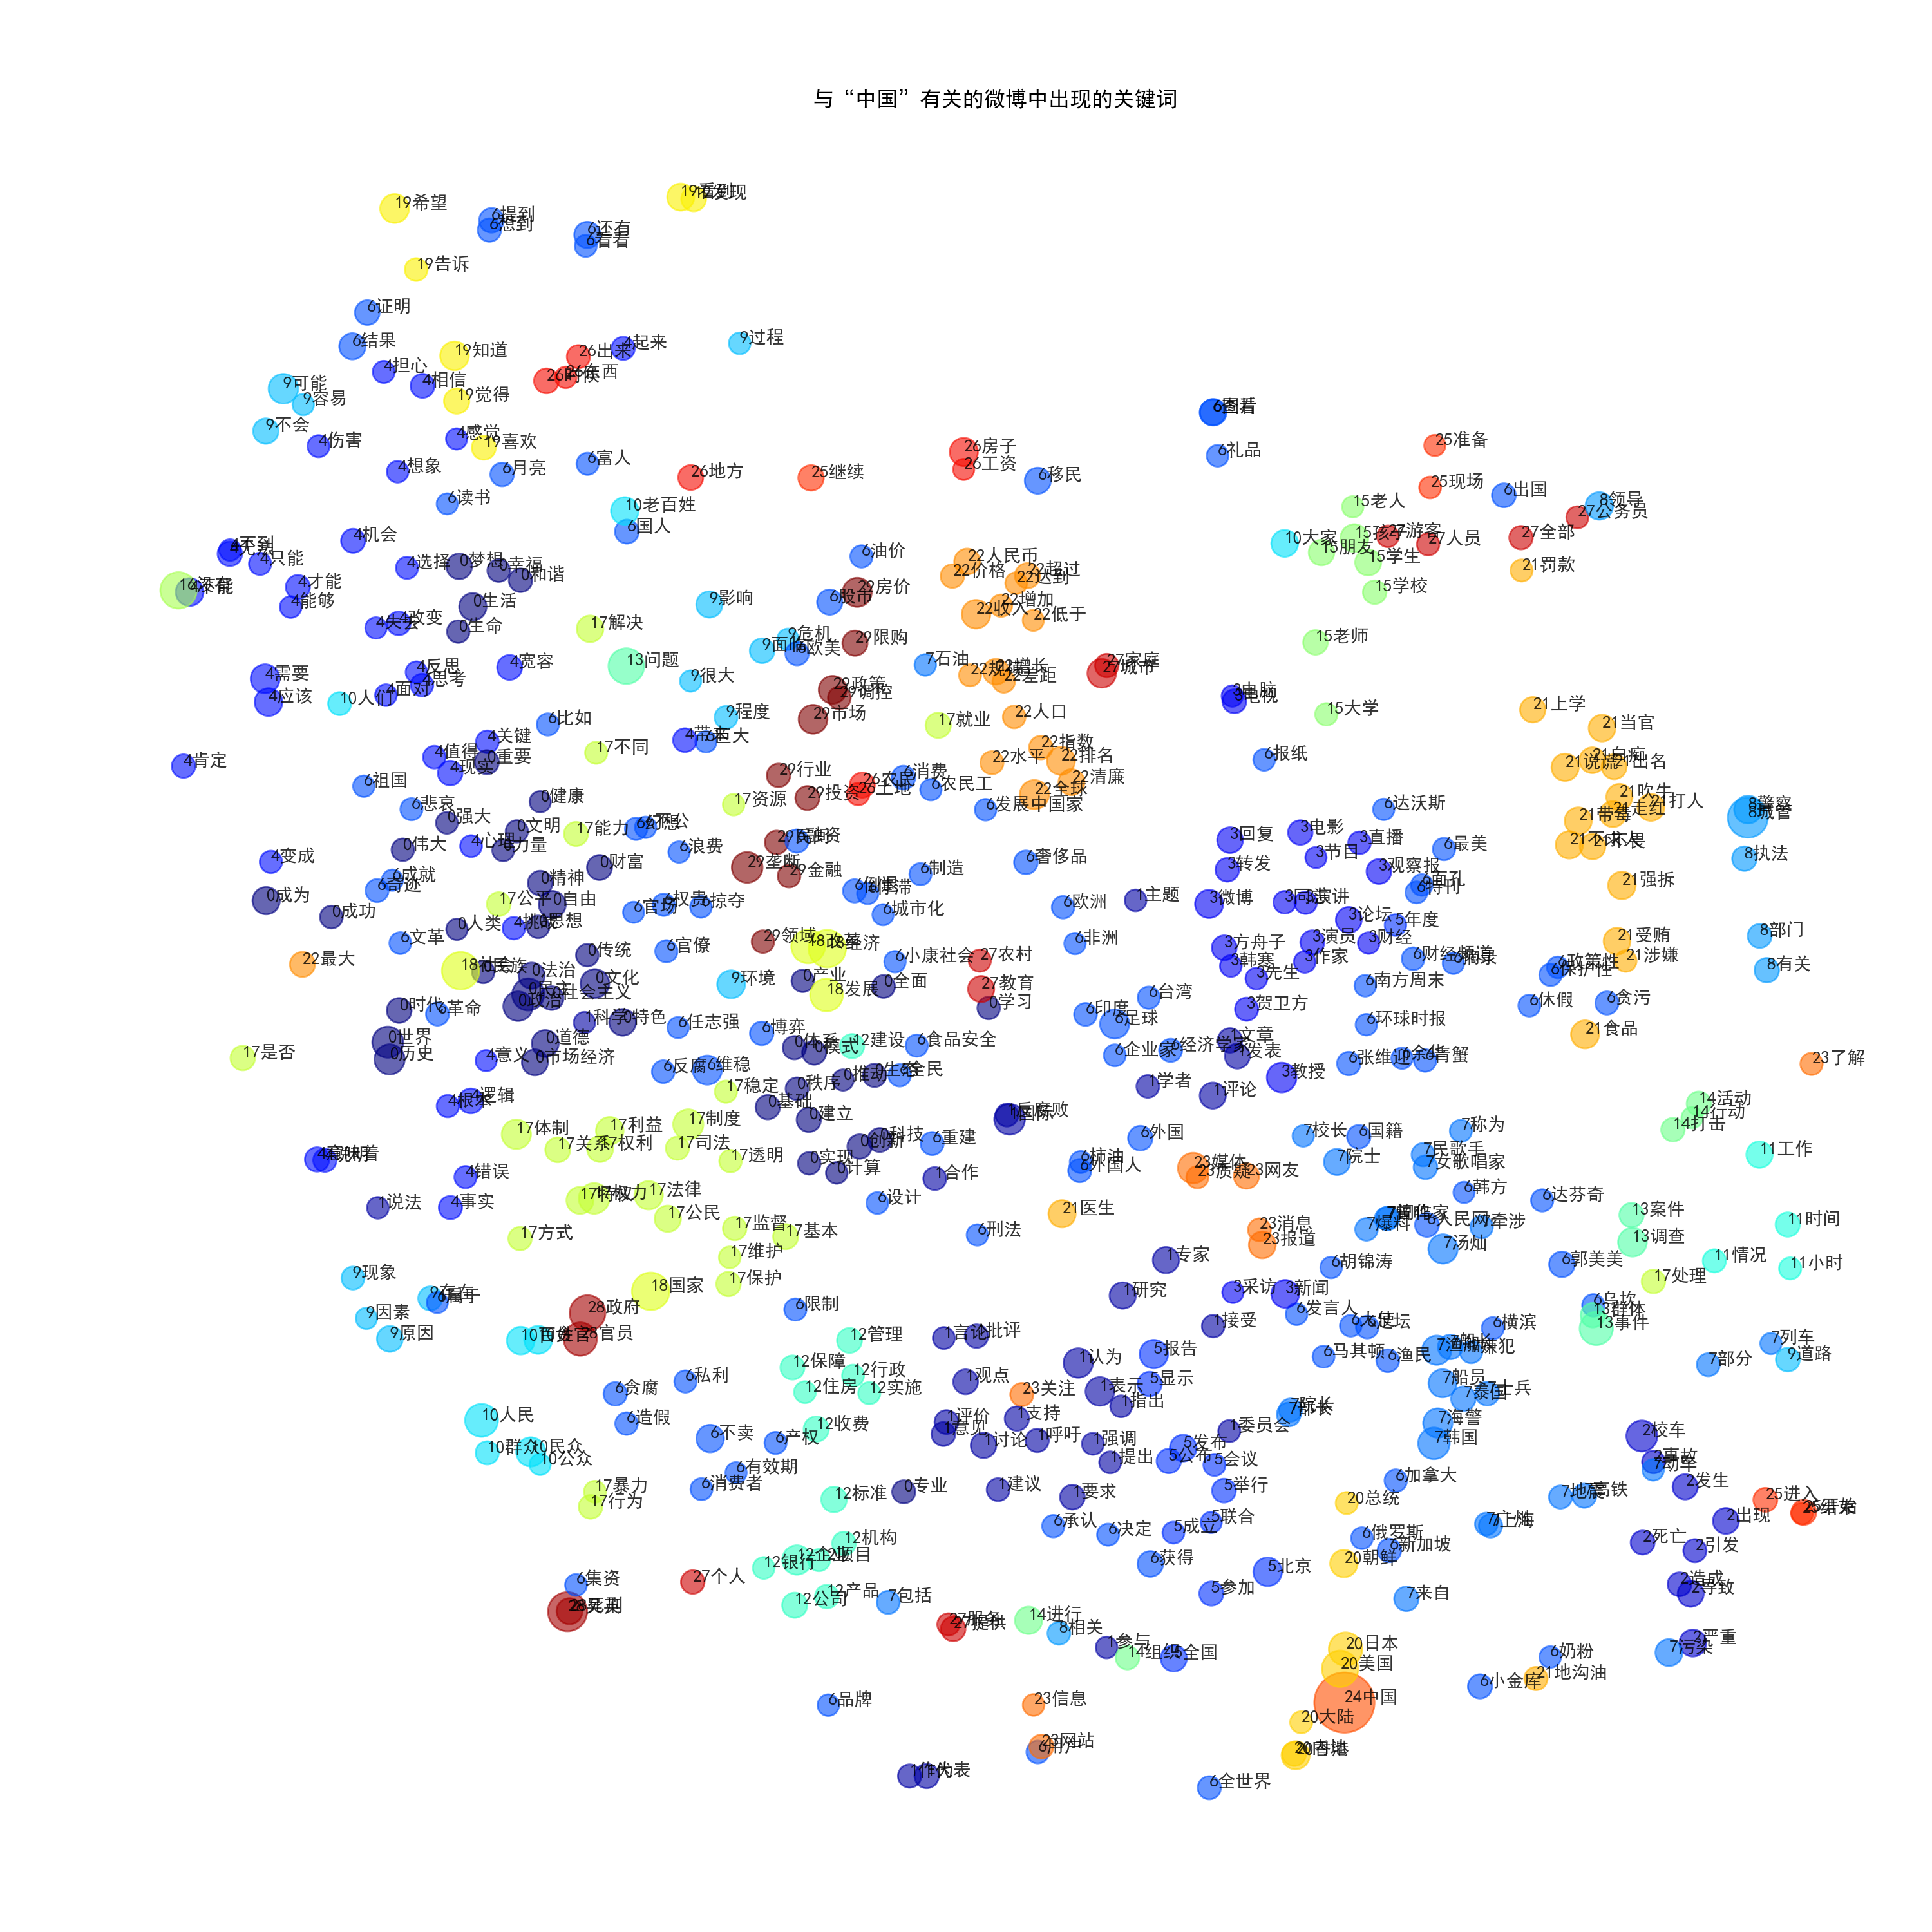 与“中国”有关的微博中出现的关键词
19希望
6提到
6想到
6还有
6看看
19看到
19发现
19告诉
6证明
6结果
4担心
4相信
19知道
26出来
4起来
26时候
26东西
9过程
9可能
9容易
19觉得
9不会
4伤害
4感觉
19喜欢
4想象
6月亮
6富人
6读书
26地方
25继续
26房子
26工资
6移民
6查看
6礼品
25准备
25现场
6出国
8领导
27公务员
15老人
15孩子
27游客
27人员
27全部
10大家
15朋友
15学生
15学校
21罚款
15老师
10老百姓
6国人
4机会
4只能
4选择
0梦想
0幸福
0和谐
16没有
4不能
4才能
4能够
0生活
4失去
4改变
0生命
17解决
9影响
6油价
6股市
29房价
22人民币
22价格
22超过
22达到
22收入
22增加
22低于
9危机
9面临
6欧美
29限购
7石油
22增长
22差距
27家庭
27城市
4需要
4应该
10人们
4反思
4思考
4面对
4宽容
13问题
9很大
29政策
29调控
29市场
9程度
17就业
22人口
3电脑
3电视
15大学
21上学
21当官
6比如
4关键
0重要
4值得
4现实
17不同
4带来
6巨大
4肯定
22指数
22水平
22排名
22清廉
22全球
6报纸
21说谎
21白痴
21出名
6祖国
6悲哀
29行业
29投资
26农民
26土地
6消费
6农民工
6发展中国家
6达沃斯
21吹牛
21走红
21打人
21带毒
21不求人
21不畏
8警察
8城管
8执法
0强大
0健康
0文明
0力量
4心理
0伟大
17能力
6不公
17资源
6浪费
0财富
4变成
6成就
6奇迹
0成为
0成功
29民间
29垄断
29金融
6制造
6奢侈品
3回复
3电影
3直播
3节目
3转发
3观察报
6最美
6面孔
21强拆
0精神
17公平
0自由
0思想
0人类
6权贵
6官场
6掠夺
6倒退
6城市化
6欧洲
1主题
3微博
3演讲
3论坛
5年度
6文革
22最大
0传统
6官僚
29领域
18改革
18经济
6小康社会
27农村
6非洲
3方舟子
3韩寒
3演员
3作家
3财经
6财经频道
21受贿
21涉嫌
8部门
8有关
18社会
0民族
0法治
0民主
0政治
0社会主义
0文化
9环境
0产业
18发展
0全面
27教育
0学习
6台湾
3先生
6南方周末
6政策性
6保护性
6休假
6贪污
0时代
6革命
1科学
0特色
6任志强
6博弈
6印度
6足球
3贺卫方
6环球时报
21食品
0世界
0历史
0道德
0市场经济
4意义
17是否
0体系
0模式
12建设
6食品安全
6企业家
6经济学家
1文章
1发表
6张维迎
6余华
6青蟹
23了解
6反腐
6维稳
17稳定
0秩序
0推动
6全民
1学者
1评论
3教授
4逻辑
4根本
0基础
0建立
1反腐败
1国际
14活动
14行动
14打击
17体制
17关系
17利益
17权利
17制度
17司法
17透明
0科技
0创新
6重建
6外国
7校长
6国籍
7称为
7民歌手
7女歌唱家
7院士
11工作
4意味着
4错误
4事实
1说法
0实现
0计算
1合作
6设计
6柿油
6外国人
23媒体
23质疑
23网友
6韩方
6达芬奇
17特权
17权力
17法律
17公民
17监督
17基本
17方式
17维护
17保护
6刑法
21医生
23消息
23报道
7爆料
6人民网
7牵涉
7汤灿
13案件
13调查
11时间
11情况
11小时
9现象
9存在
6属于
9因素
9原因
18国家
28政府
28官员
10百姓
6限制
1专家
1研究
3采访
3新闻
6胡锦涛
6发言人
6郭美美
17处理
6乌坎
13群体
13事件
12管理
12保障
12行政
12住房
12实施
12收费
1言论
1批评
1接受
6大使
6足坛
6横滨
6马其顿
6渔民
7船长
7嫌犯
7列车
9道路
7部分
6私利
6贪腐
6造假
1观点
1认为
5报告
5显示
1表示
1指出
23关注
7船员
7泰国
7士兵
10人民
10群众
10民众
10公众
6不卖
6产权
6有效期
6消费者
1评价
1意见
1支持
1讨论
1呼吁
1强调
1提出
5发布
5公布
1委员会
5会议
5举行
7院长
7部长
7海警
7韩国
2校车
2事故
7动车
2发生
17暴力
17行为
12标准
0专业
1建议
1要求
6加拿大
7地震
7高铁
2出现
25进入
25开始
25结束
12机构
12企业
12项目
12银行
12公司
12产品
6承认
6决定
5成立
5联合
20总统
6俄罗斯
6新加坡
20朝鲜
7广州
7上海
2死亡
2引发
2造成
2导致
6集资
28死刑
27个人
7包括
6获得
5北京
5参加
7来自
27服务
27提供
14进行
8相关
1参与
14组织
5全国
20日本
20美国
24中国
20大陆
20香港
2严重
7污染
6奶粉
21地沟油
6小金库
6品牌
23信息
23网站
6用户
1作为
1代表
6全世界